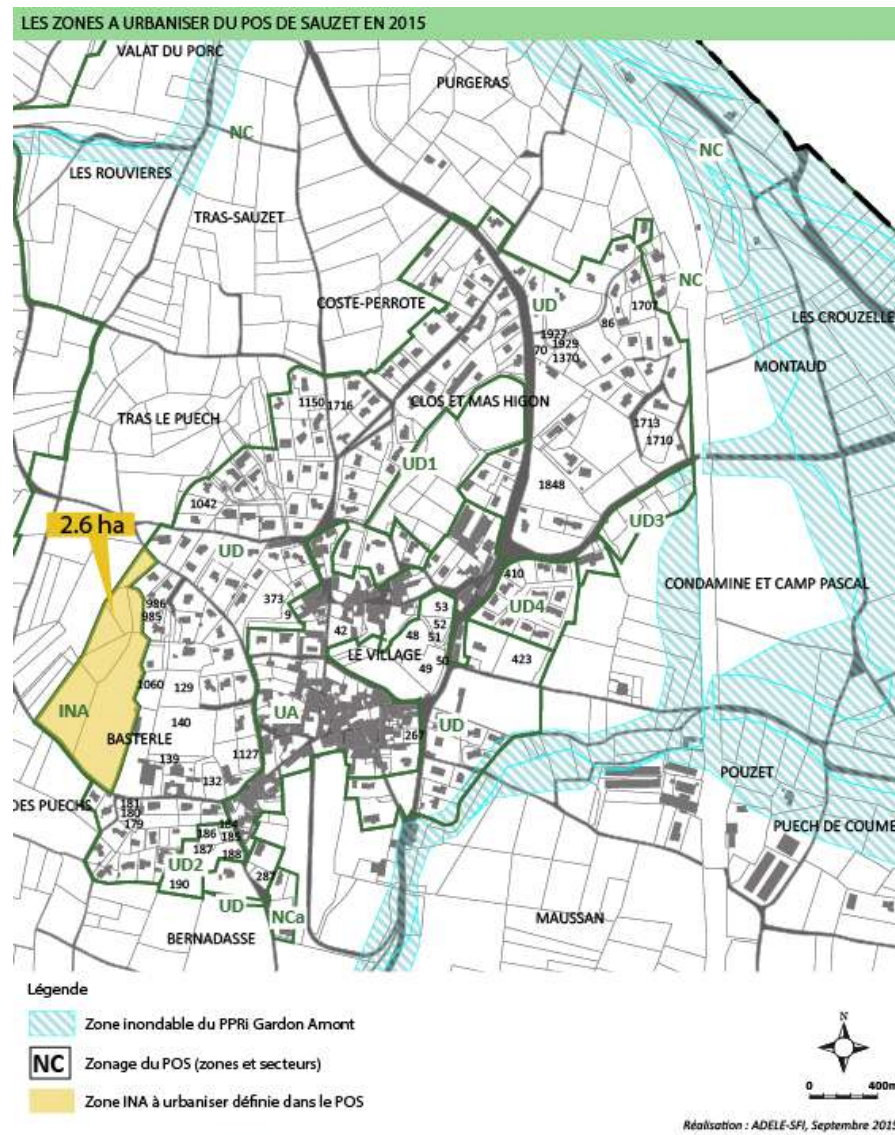 LES ZONES A URBANISER DU POS DE SAUZET EN 2015
VALAT DU PORC
PURGERAS
NC
NC
LES ROUVIERES
TRAS-SAUZET
NC
COSTE-PERROTE
UD
1707
86
LES CROUZELLE
1927
1929
70
1370
MONTAUD
1150
1716
CLOS ET MAS HIGON
TRAS LE PUECH
1713
1710
UD1
1848
1042
UD3
2.6 ha
UD
410
CONDAMINE ET CAMP PASCAL
986
985
373
9
53
UD4
52
42
48
51
LE VILLAGE
50
49
423
1060
129
INA
UA
140
267
UD
BASTERLE
1127
139
132
POUZET
DES PUECHS
181
180
179
184
186
185
187
188
PUECH DE COUME
UD2
190
287
UD
NCa
MAUSSAN
BERNADASSE
Légende
Zone inondable du PPRi Gardon Amont
NC
Zonage du POS (zones et secteurs)
Zone INA à urbaniser définie dans le POS
N
0 400m
Réalisation : ADELE-SFI, Septembre 2015